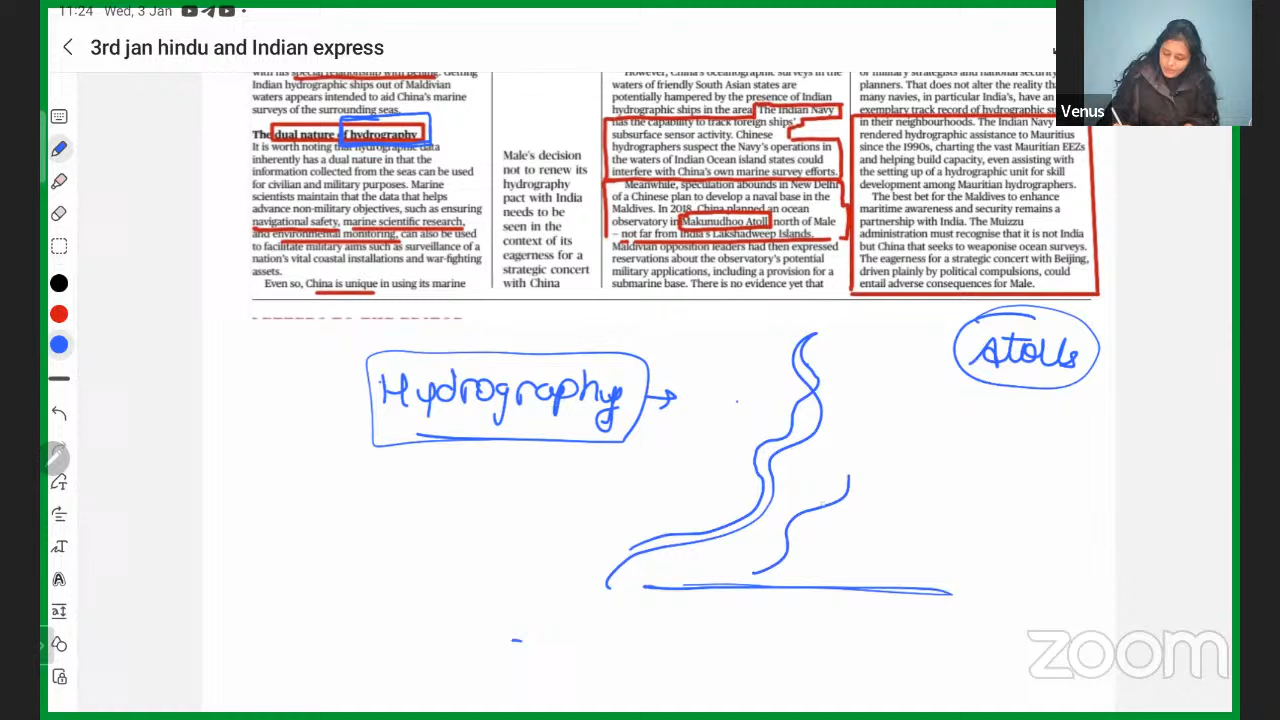 11:24 Wed, 3 Jan
3rd jan hindu and Indian express
Venus
with his special relationship with Beijing. Getting
Indian hydrographic ships out of Maldivian
waters appears intended to aid China's marine
surveys of the surrounding seas.
The dual nature of hydrography
It is worth noting that hydrographic data
inherently has a dual nature in that the
information collected from the seas can be used
for civilian and military purposes. Marine
scientists maintain that the data that helps
advance non-military objectives, such as ensuring
navigational safety, marine scientific research,
and environmental monitoring, can also be used
to facilitate military aims such as surveillance of a
nation's vital coastal installations and war-fighting
assets.
Even so, China is unique in using its marine
Male's decision
not to renew its
hydrography
pact with India
needs to be
seen in the
context of its
eagerness for a
strategic concert
with China
However, China's oceanographic surveys in the
waters of friendly South Asian states are
potentially hampered by the presence of Indian
hydrographic ships in the area. The Indian Navy
has the capability to track foreign ships'
subsurface sensor activity. Chinese
hydrographers suspect the Navy's operations in
the waters of Indian Ocean island states could
interfere with China's own marine survey efforts.
Meanwhile, speculation abounds in New Delhi
of a Chinese plan to develop a naval base in the
Maldives. In 2018, China planned an ocean
observatory in Makunudhoo Atoll, north of Male
– not far from India's Lakshadweep Islands.
Maldivian opposition leaders had then expressed
reservations about the observatory's potential
military applications, including a provision for a
submarine base. There is no evidence yet that
of military strategists and national security
planners. That does not alter the reality that
many navies, in particular India's, have an
exemplary track record of hydrographic
in their neighbourhoods. The Indian Navy
rendered hydrographic assistance to Mauritius
since the 1990s, charting the vast Mauritian EEZs
and helping build capacity, even assisting with
the setting up of a hydrographic unit for skill
development among Mauritian hydrographers.
The best bet for the Maldives to enhance
maritime awareness and security remains a
partnership with India. The Muizzu
administration must recognise that it is not India
but China that seeks to weaponise ocean surveys.
The eagerness for a strategic concert with Beijing,
driven plainly by political compulsions, could
entail adverse consequences for Male.
Hydrography
Atolls
zoom